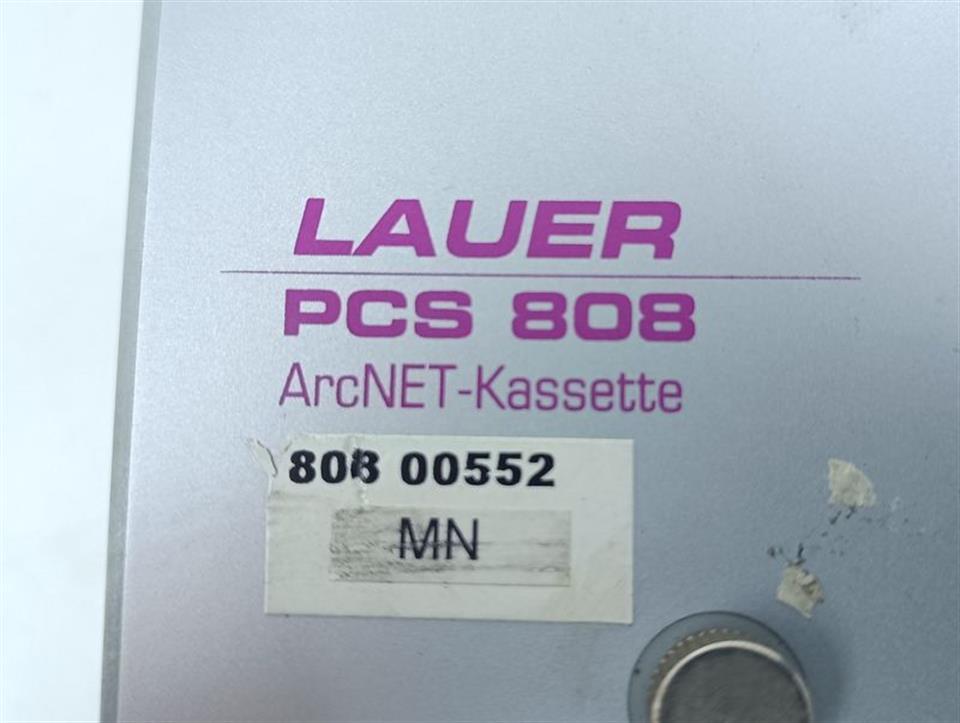 LAUER
PCS 808
ArcNET-Kassette
808 00552
MN